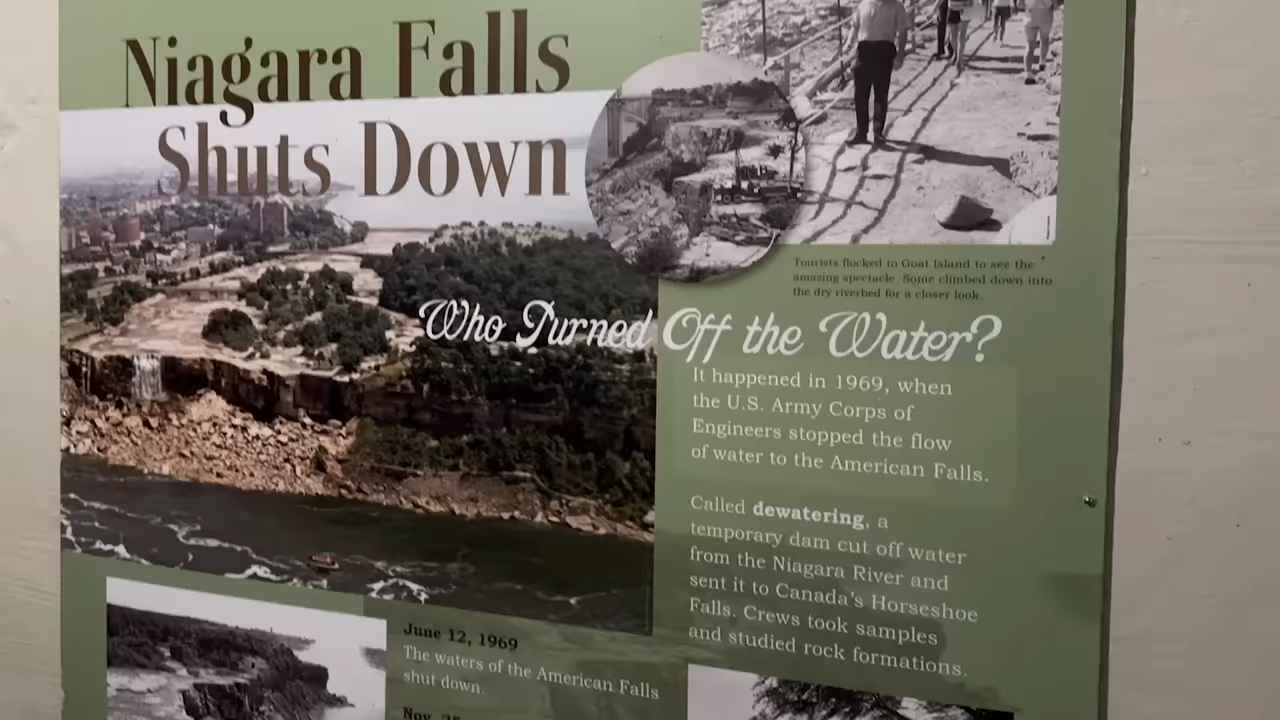 Niagara Falls
Shuts Down
Tourists flocked to Goat Island to see the
amazing spectacle. Some climbed down into
the dry riverbed for a closer look.
Who Turned Off the Water?
It happened in 1969, when
the U.S. Army Corps of
Engineers stopped the flow
of water to the American Falls.
Called dewatering, a
temporary dam cut off water
from the Niagara River and
sent it to Canada's Horseshoe
Falls. Crews took samples
and studied rock formations.
June 12, 1969
The waters of the American Falls
shut down.
Nov.